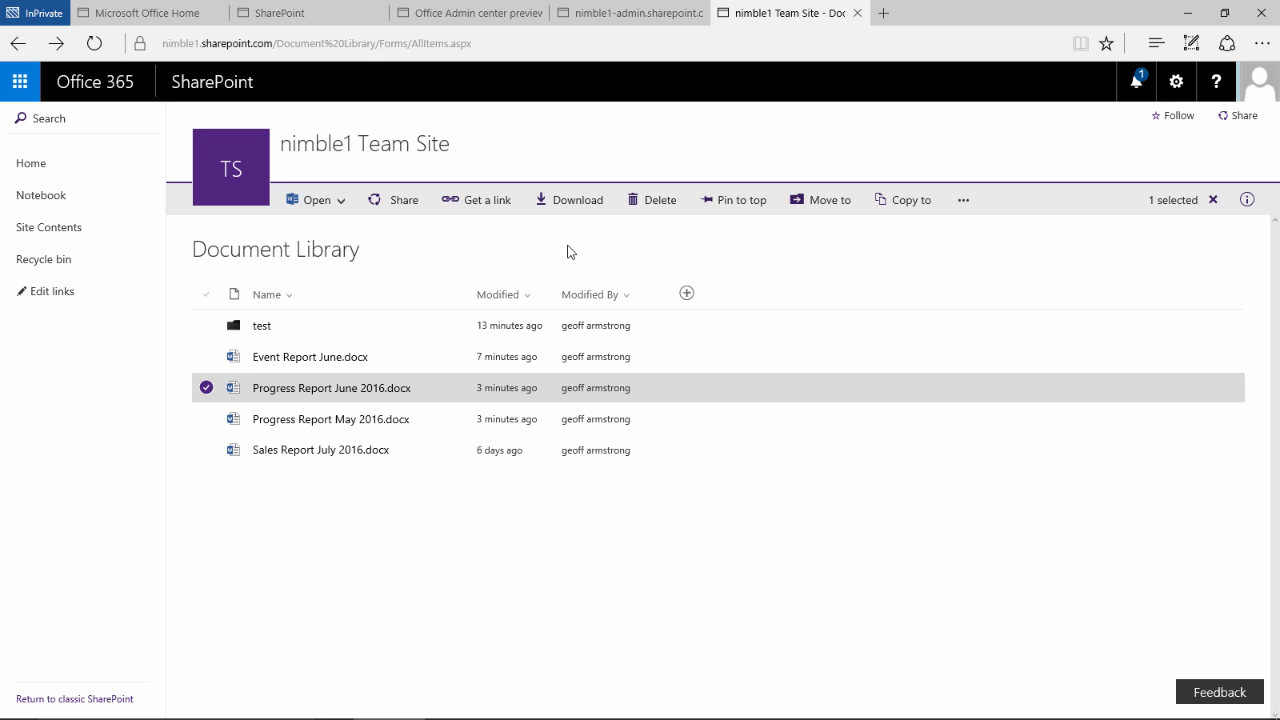 InPrivate Microsoft Office Home SharePoint Office Admin center previev nimble1-admin.sharepoint.c nimble1 Team Site - Doc
nimble1.sharepoint.com/Document%20Library/Forms/AllItems.aspx
Office 365 SharePoint 1 ?
Search
Follow Share
TS
nimble1 Team Site
Home
Notebook
Site Contents
Recycle bin
Edit links
Open Share Get a link Download Delete Pin to top Move to Copy to ... 1 selected
Document Library
Name Modified Modified By
test 13 minutes ago geoff armstrong
Event Report June.docx 7 minutes ago geoff armstrong
Progress Report June 2016.docx 3 minutes ago geoff armstrong
Progress Report May 2016.docx 3 minutes ago geoff armstrong
Sales Report July 2016.docx 6 days ago geoff armstrong
Return to classic SharePoint
Feedback